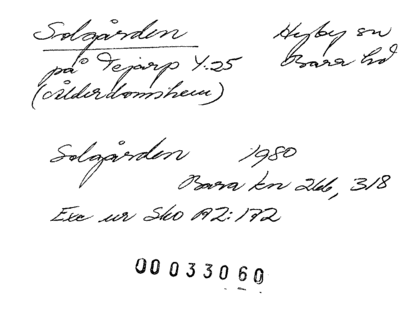 Solgården Hyby sn
på Tejarp 4:25 Bara hd
(Ålderdomshem)
Solgården 1980
Bara kn 266, 318
Exc ur Sko A2:172
00033060